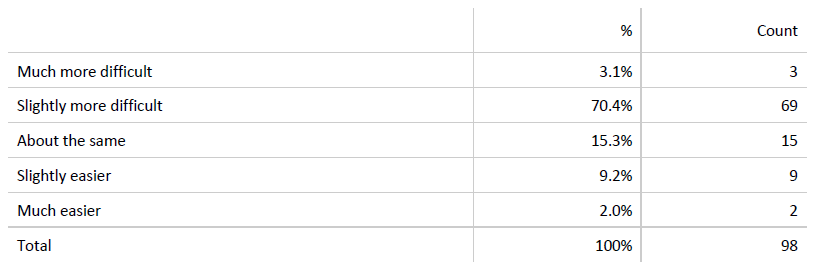 % Count
Much more difficult 3.1% 3
Slightly more difficult 70.4% 69
About the same 15.3% 15
Slightly easier 9.2% 9
Much easier 2.0% 2
Total 100% 98